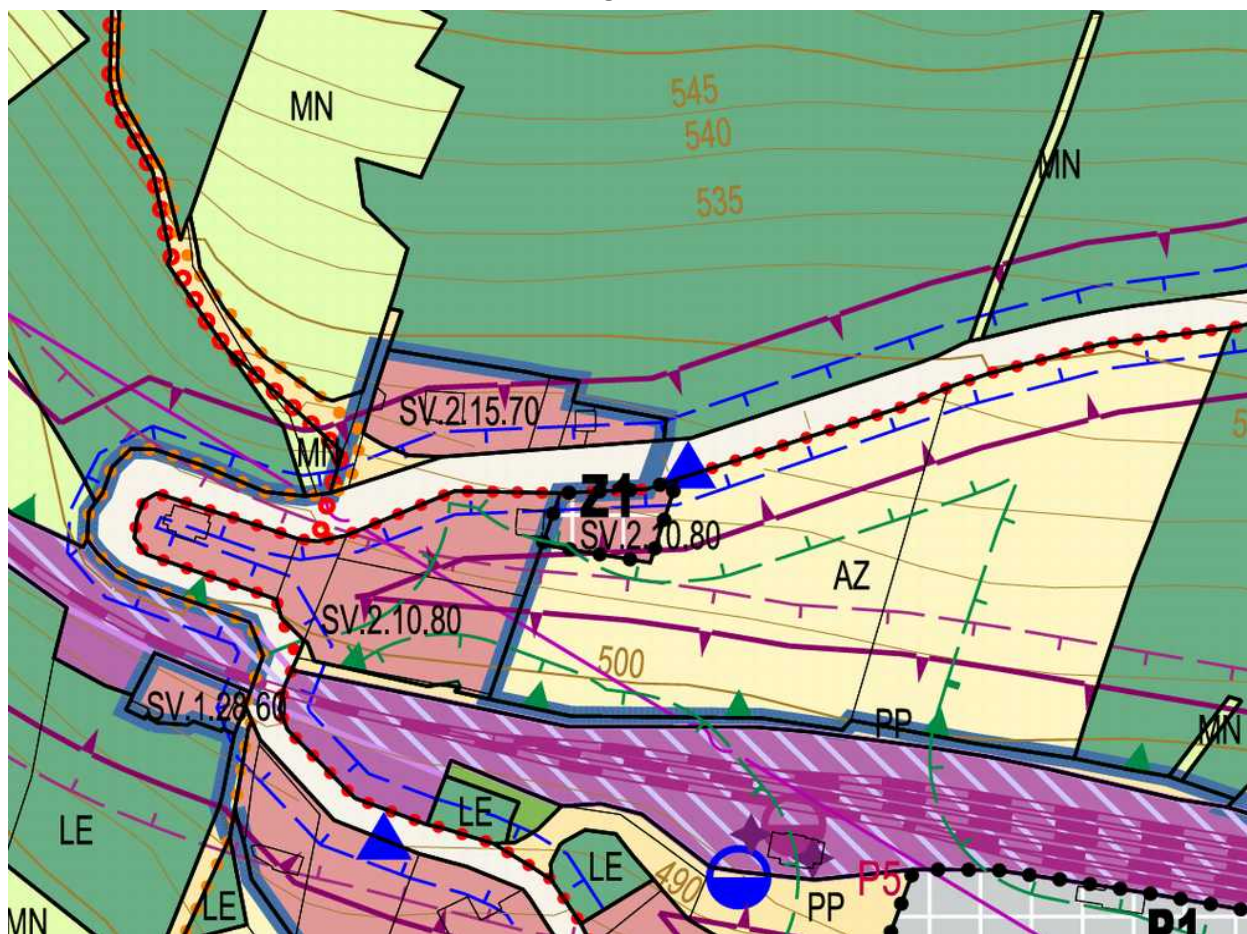 545
MN
540
MN
535
SV.2.15.70
MN
Z1
SV.2.10.80
AZ
SV.2.10.80
500
SV.1.28.60
PP
MN
LE
LE
LE
490
P5
PP
LE
MN